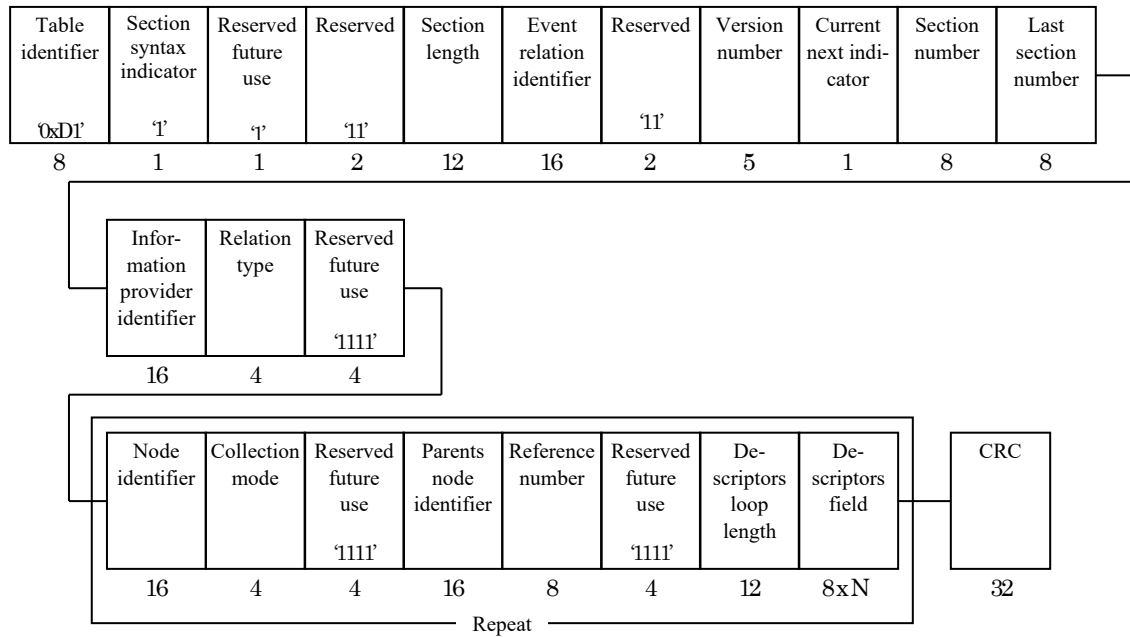 Table
identifier
‘0xD1’
8
Section
syntax
indicator
‘1’
1
Reserved
future
use
‘1’
1
Reserved
‘11’
2
Section
length
12
Event
relation
identifier
16
Reserved
‘11’
2
Version
number
5
Current
next indi-
cator
1
Section
number
8
Last
section
number
8
Infor-
mation
provider
identifier
16
Relation
type
4
Reserved
future
use
‘1111’
4
Node
identifier
16
Collection
mode
4
Reserved
future
use
‘1111’
4
Parents
node
identifier
16
Reference
number
8
Reserved
future
use
‘1111’
4
De-
scriptors
loop
length
12
De-
scriptors
field
8xN
CRC
32
Repeat